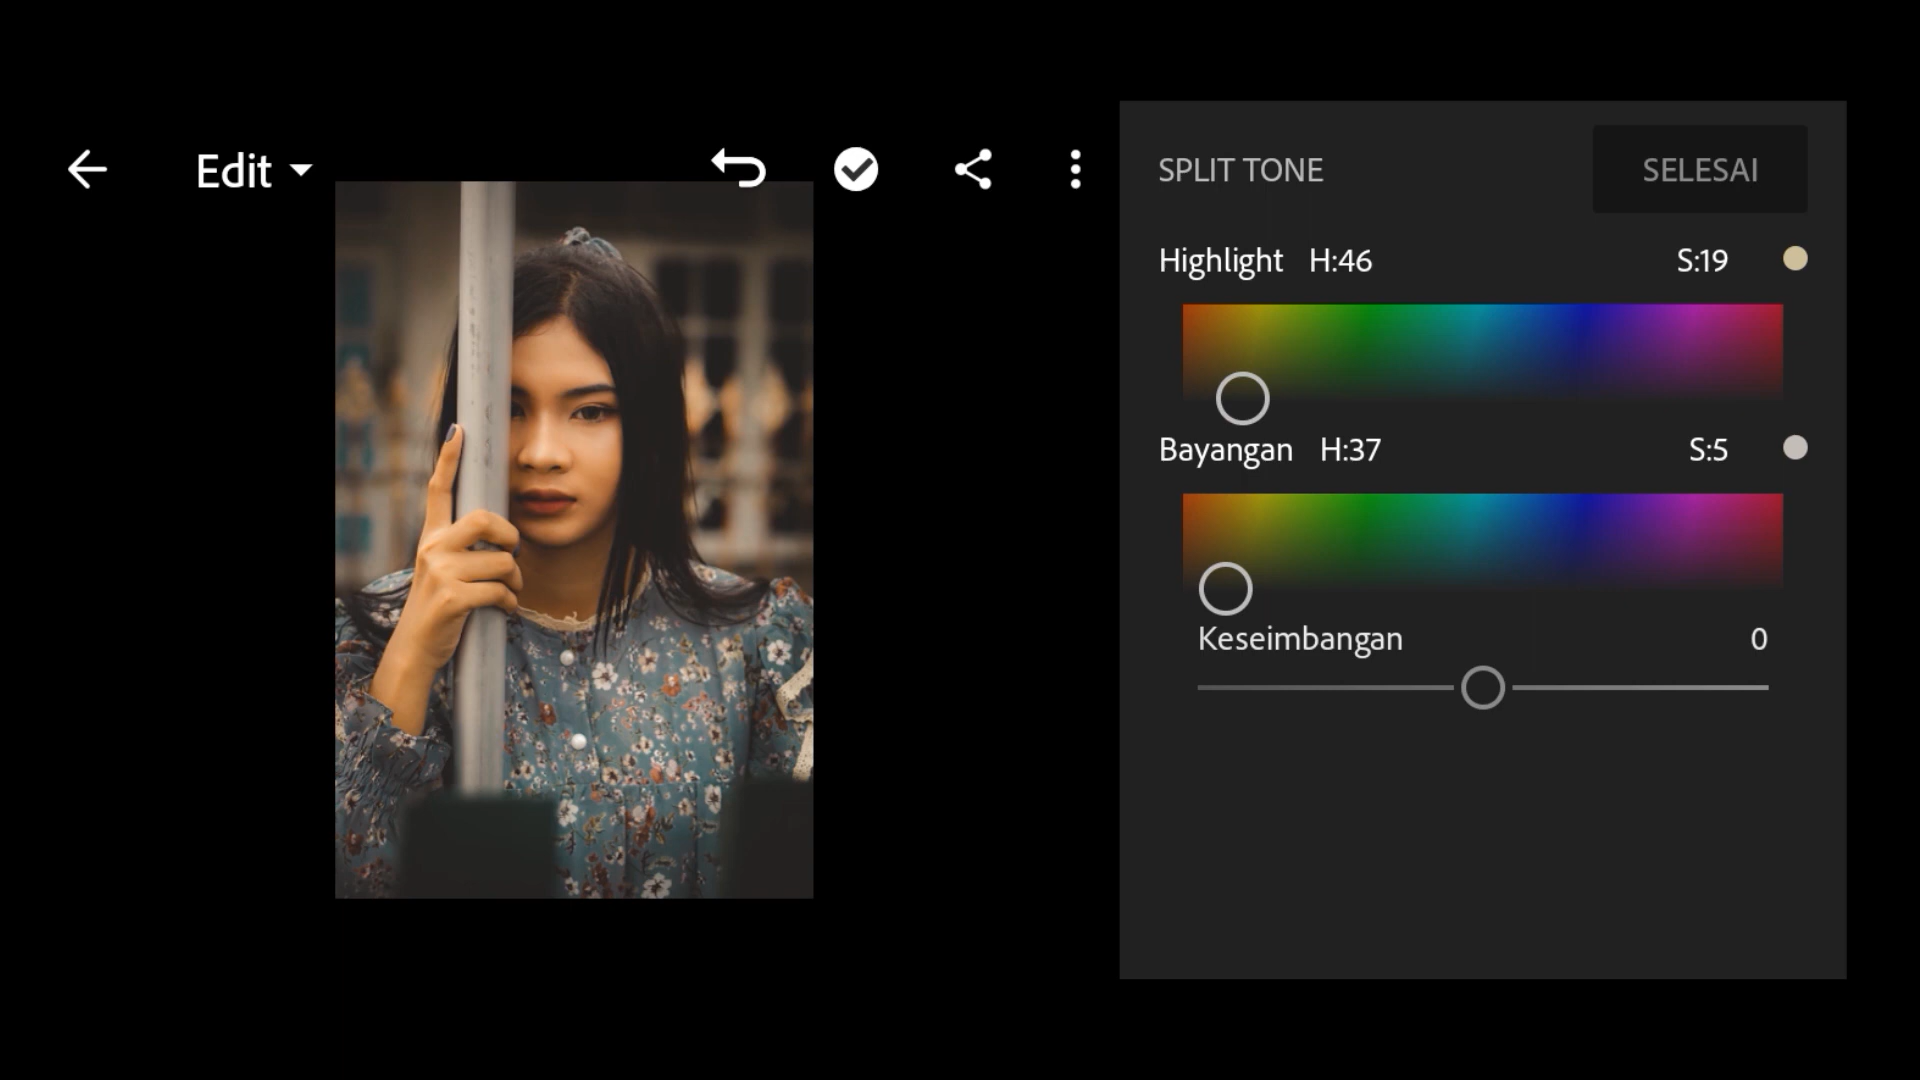 Edit
SPLIT TONE SELESAI
Highlight H:46 S:19
Bayangan H:37 S:5
Keseimbangan 0